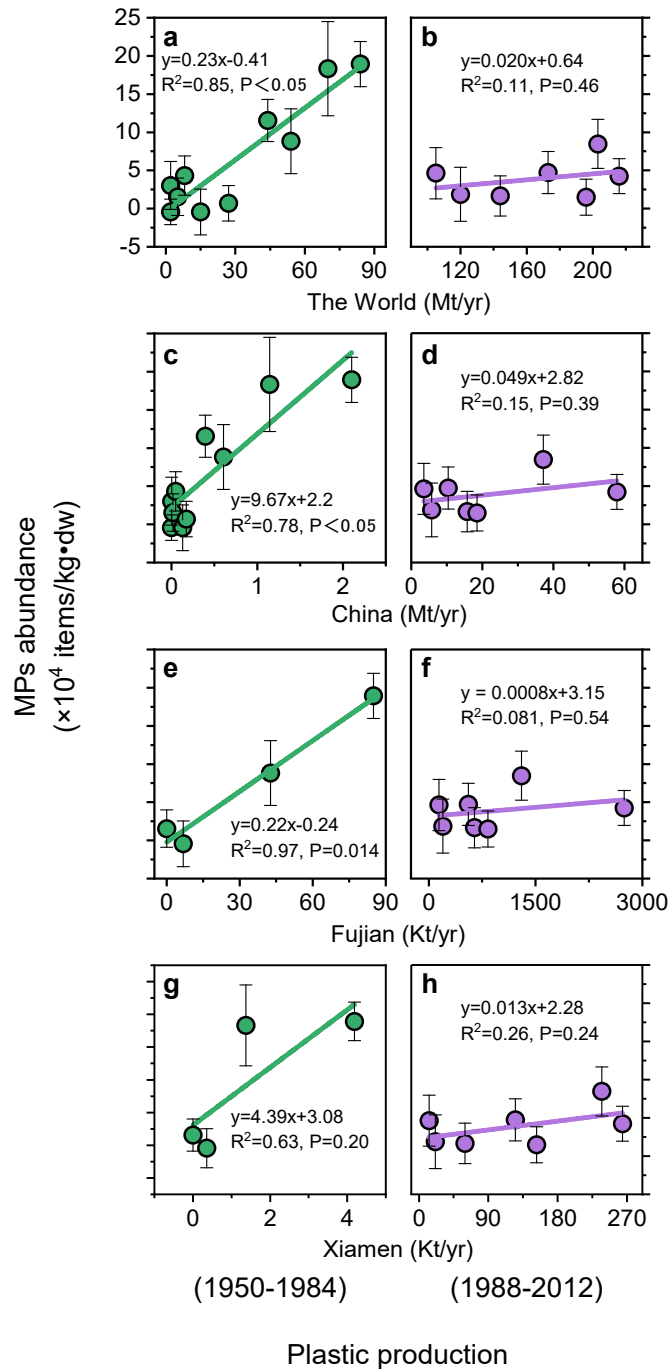 MPs abundance
(×10⁴ items/kg•dw)
a
y=0.23x-0.41
R²=0.85, P<0.05
25
20
15
10
5
0
-5
0 30 60 90
b
y=0.020x+0.64
R²=0.11, P=0.46
120 160 200
The World (Mt/yr)
c
y=9.67x+2.2
R²=0.78, P<0.05
0 1 2
d
y=0.049x+2.82
R²=0.15, P=0.39
0 20 40 60
China (Mt/yr)
e
y=0.22x-0.24
R²=0.97, P=0.014
0 30 60 90
f
y = 0.0008x+3.15
R²=0.081, P=0.54
0 1500 3000
Fujian (Kt/yr)
g
y=4.39x+3.08
R²=0.63, P=0.20
0 2 4
h
y=0.013x+2.28
R²=0.26, P=0.24
0 90 180 270
Xiamen (Kt/yr)
(1950-1984) (1988-2012)
Plastic production